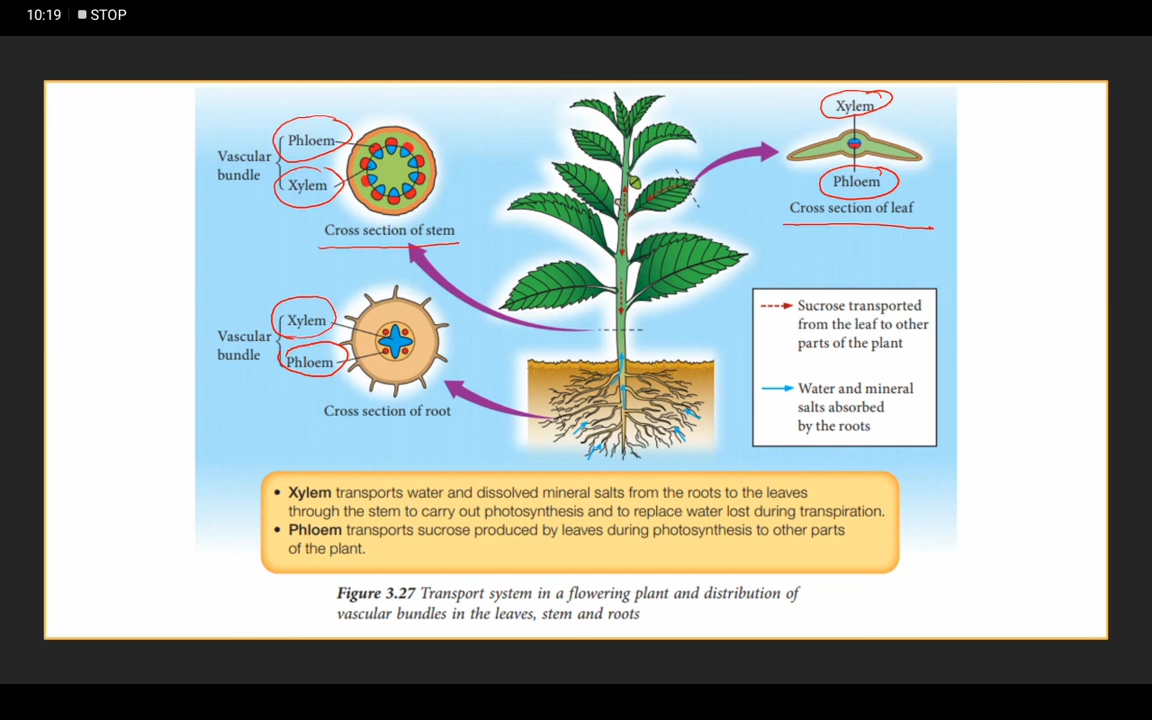 10:19 STOP
Phloem
Vascular
bundle
Xylem
Cross section of stem
Xylem
Vascular
bundle
Phloem
Cross section of root
Xylem
Phloem
Cross section of leaf
Sucrose transported
from the leaf to other
parts of the plant
Water and mineral
salts absorbed
by the roots
• Xylem transports water and dissolved mineral salts from the roots to the leaves
through the stem to carry out photosynthesis and to replace water lost during transpiration.
• Phloem transports sucrose produced by leaves during photosynthesis to other parts
of the plant.
Figure 3.27 Transport system in a flowering plant and distribution of
vascular bundles in the leaves, stem and roots